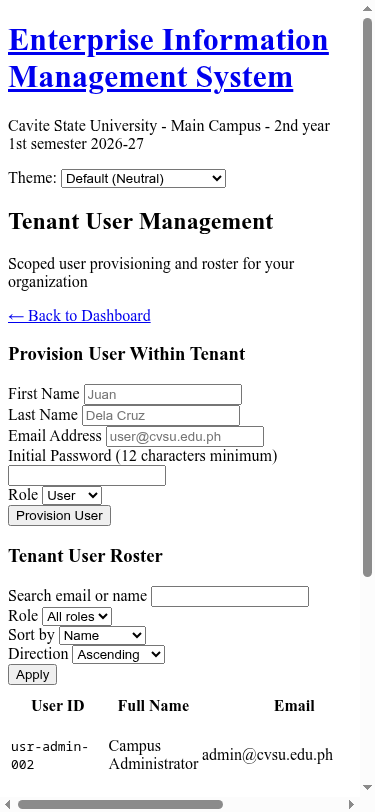 Enterprise Information
Management System
Cavite State University - Main Campus - 2nd year
1st semester 2026-27
Theme: Default (Neutral)
Tenant User Management
Scoped user provisioning and roster for your
organization
← Back to Dashboard
Provision User Within Tenant
First Name Juan
Last Name Dela Cruz
Email Address user@cvsu.edu.ph
Initial Password (12 characters minimum)
Role User
Provision User
Tenant User Roster
Search email or name
Role All roles
Sort by Name
Direction Ascending
Apply
User ID Full Name Email
usr-admin-002 Campus Administrator admin@cvsu.edu.ph